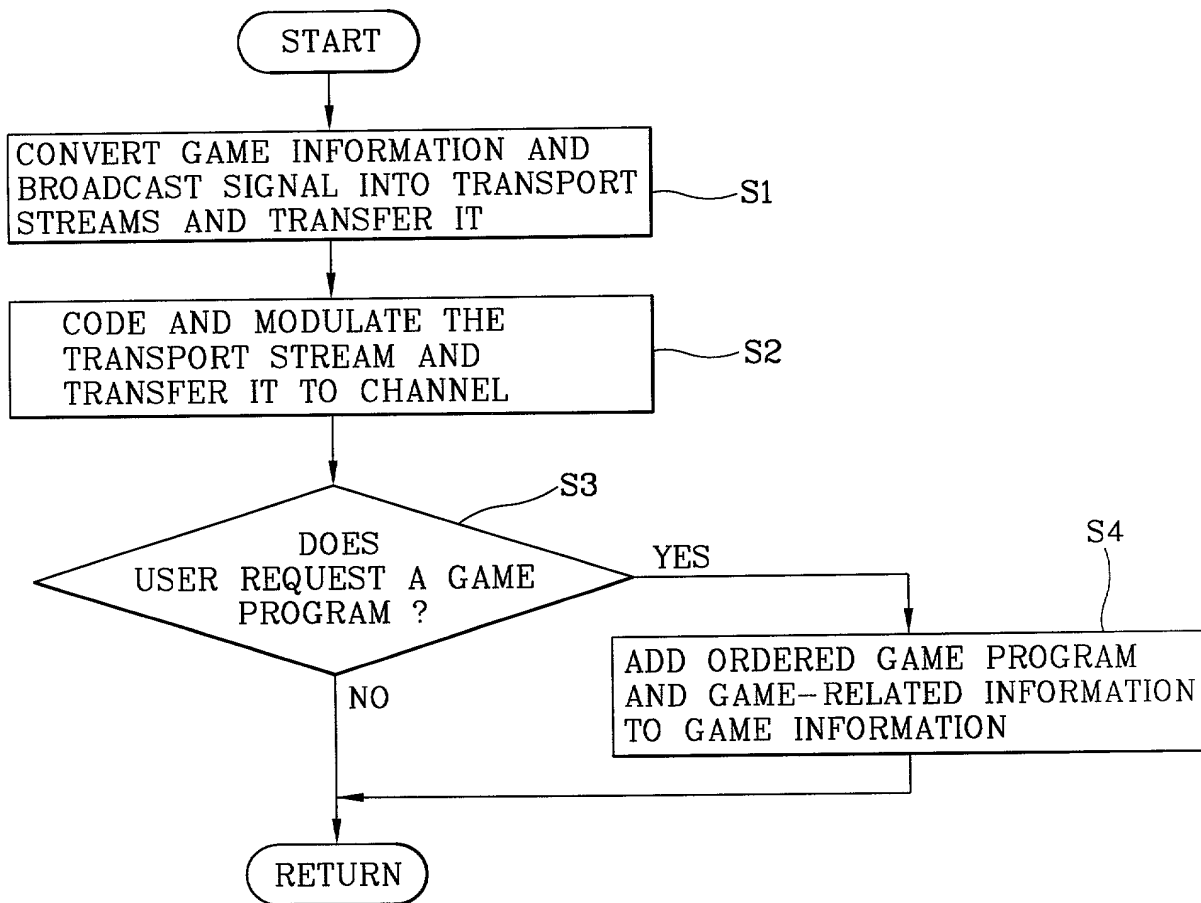 START
CONVERT GAME INFORMATION AND
BROADCAST SIGNAL INTO TRANSPORT
STREAMS AND TRANSFER IT
S1
CODE AND MODULATE THE
TRANSPORT STREAM AND
TRANSFER IT TO CHANNEL
S2
S3
DOES
USER REQUEST A GAME
PROGRAM ?
YES
NO
S4
ADD ORDERED GAME PROGRAM
AND GAME-RELATED INFORMATION
TO GAME INFORMATION
RETURN